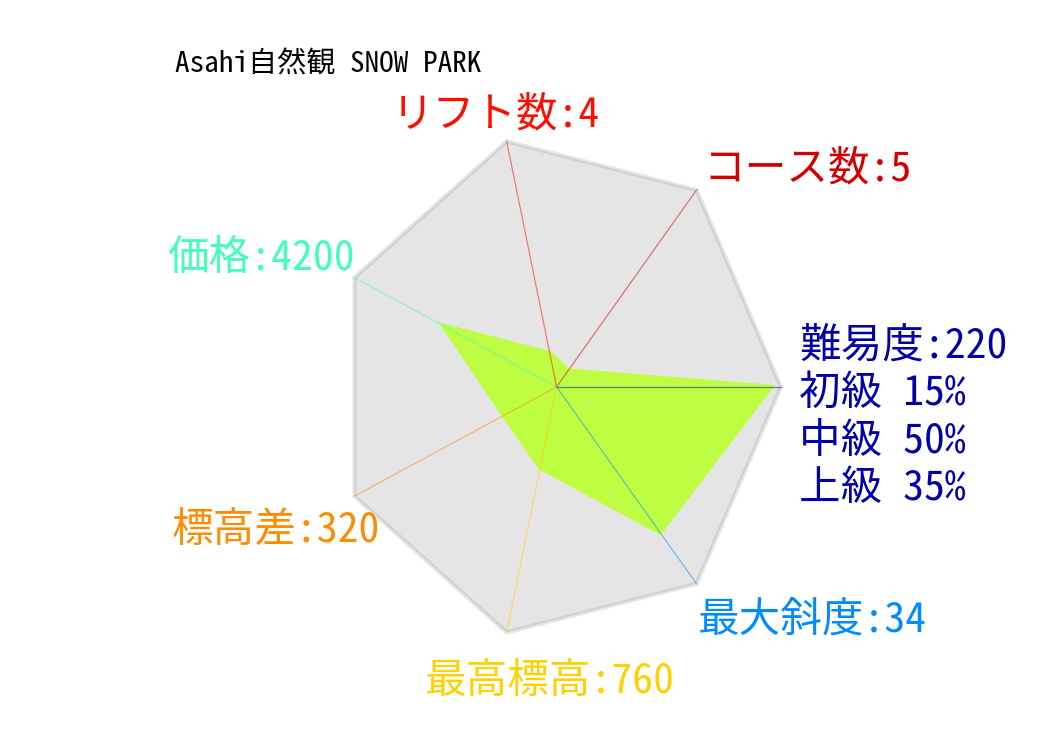 Asahi自然観 SNOW PARK
リフト数:4
コース数:5
価格:4200
難易度:220
初級 15%
中級 50%
上級 35%
標高差:320
最大斜度:34
最高標高:760